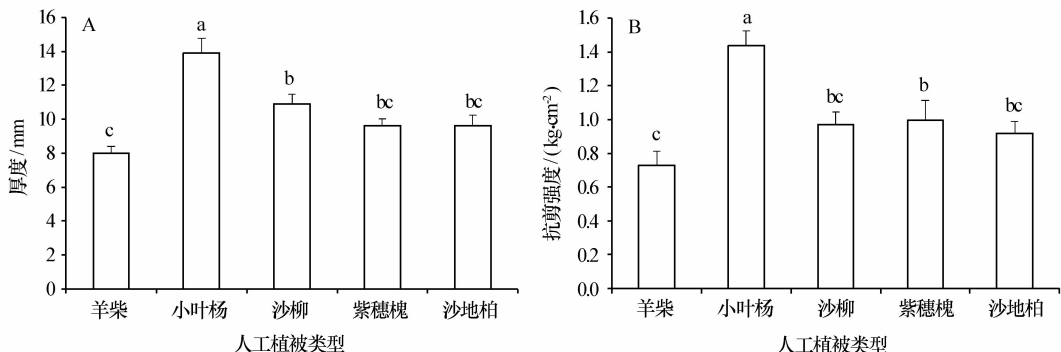 A
厚度/mm
16
14
12
10
8
6
4
2
0
c
a
b
bc
bc
羊柴
小叶杨
沙柳
紫穗槐
沙地柏
人工植被类型
B
抗剪强度/(kg·cm⁻²)
1.6
1.4
1.2
1.0
0.8
0.6
0.4
0.2
0.0
c
a
bc
b
bc
羊柴
小叶杨
沙柳
紫穗槐
沙地柏
人工植被类型